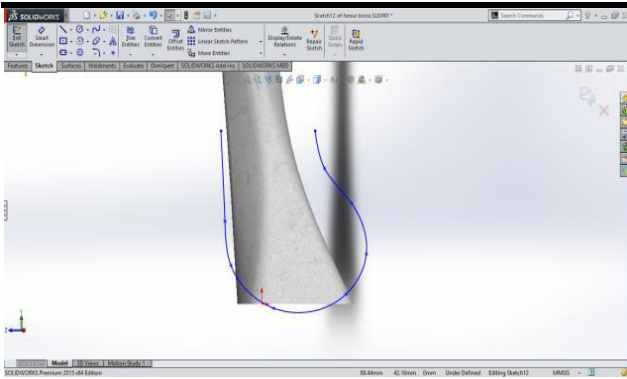 SOLIDWORKS
Sketch12 of femur bone.SLDPRT *
Search Commands
Exit Sketch
Smart Dimension
Trim Entities
Convert Entities
Offset Entities
Mirror Entities
Linear Sketch Pattern
Move Entities
Display/Delete Relations
Repair Sketch
Quick Snaps
Rapid Sketch
Features Sketch Surfaces Weldments Evaluate DimXpert SOLIDWORKS Add-Ins SOLIDWORKS MBD
Model 3D Views Motion Study 1
SOLIDWORKS Premium 2015 x64 Edition
42.16mm 0mm Under Defined Editing Sketch12 MMGS